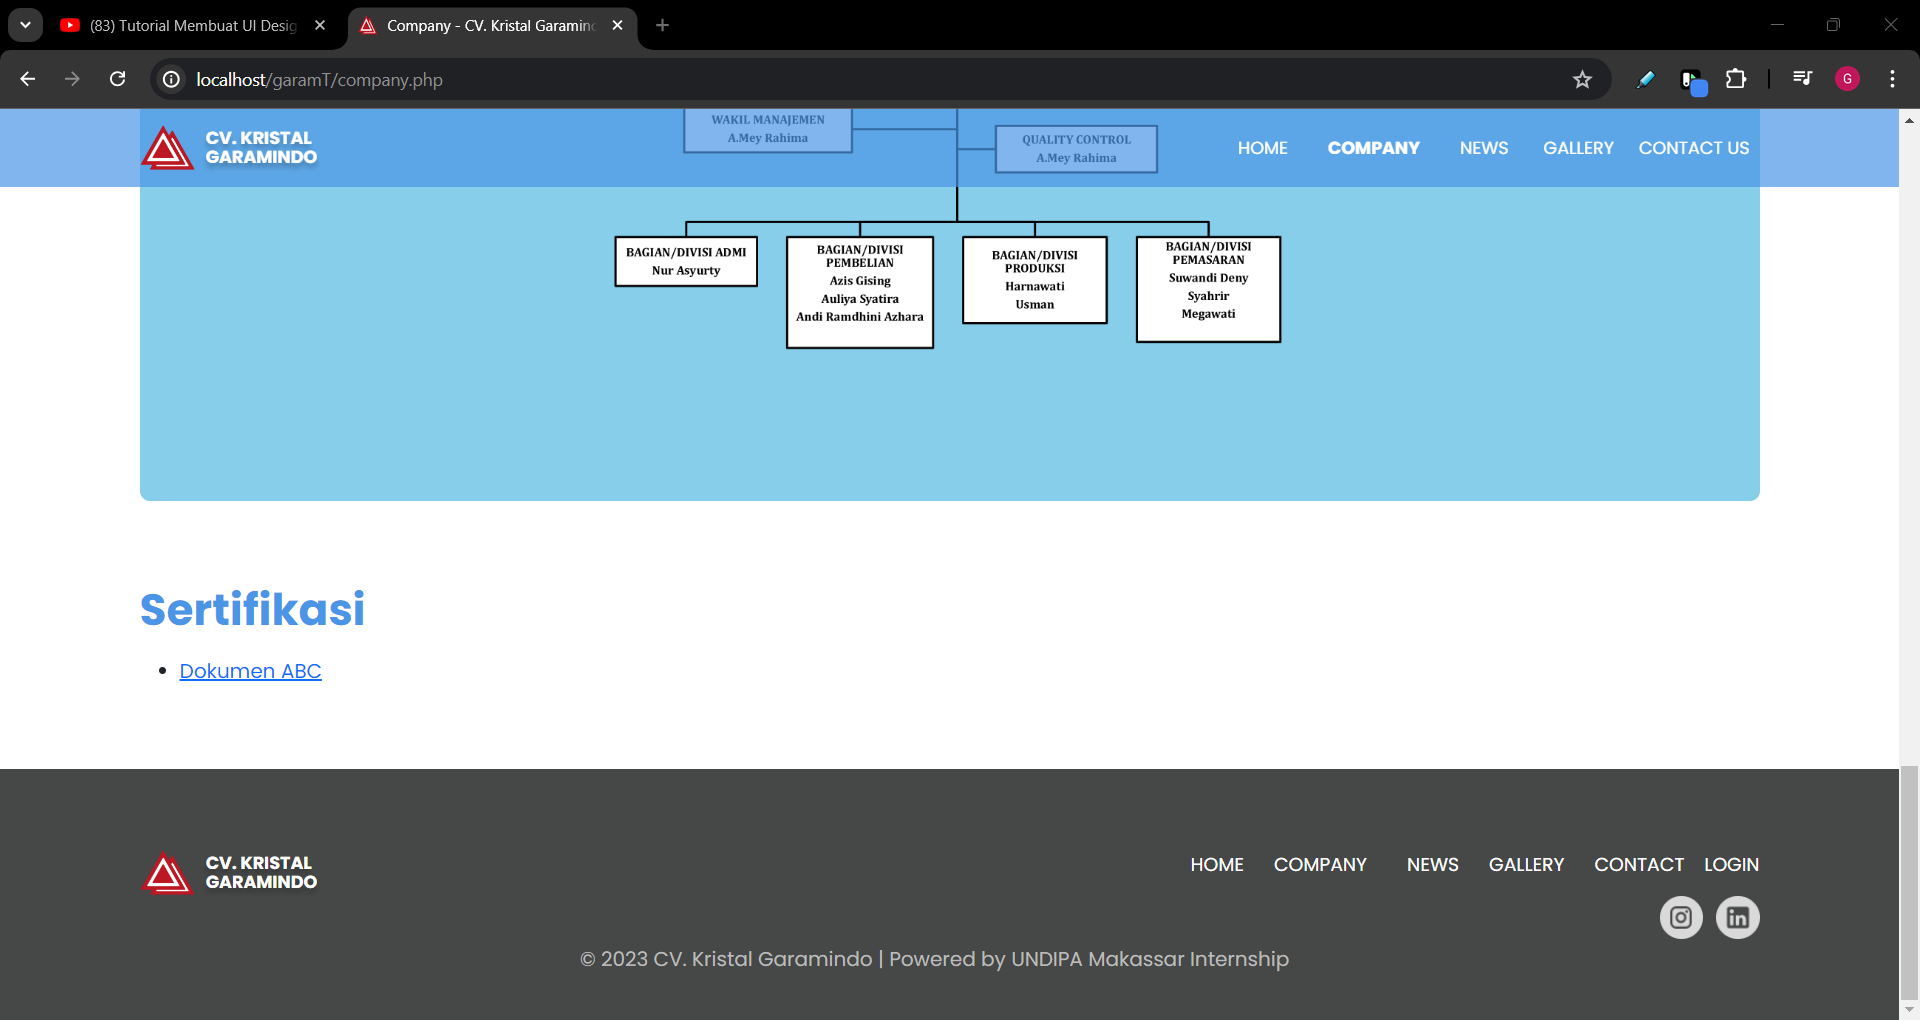 (83) Tutorial Membuat UI Desig
Company - CV. Kristal Garamind
localhost/garamT/company.php
G
CV. KRISTAL
GARAMINDO
HOME
COMPANY
NEWS
GALLERY
CONTACT US
WAKIL MANAJEMEN
A.Mey Rahima
QUALITY CONTROL
A.Mey Rahima
BAGIAN/DIVISI ADMI
Nur Asyurty
BAGIAN/DIVISI
PEMBELIAN
Azis Gising
Auliya Syatira
Andi Ramdhini Azhara
BAGIAN/DIVISI
PRODUKSI
Harnawati
Usman
BAGIAN/DIVISI
PEMASARAN
Suwandi Deny
Syahrir
Megawati
Sertifikasi
Dokumen ABC
CV. KRISTAL
GARAMINDO
HOME
COMPANY
NEWS
GALLERY
CONTACT
LOGIN
© 2023 CV. Kristal Garamindo | Powered by UNDIPA Makassar Internship